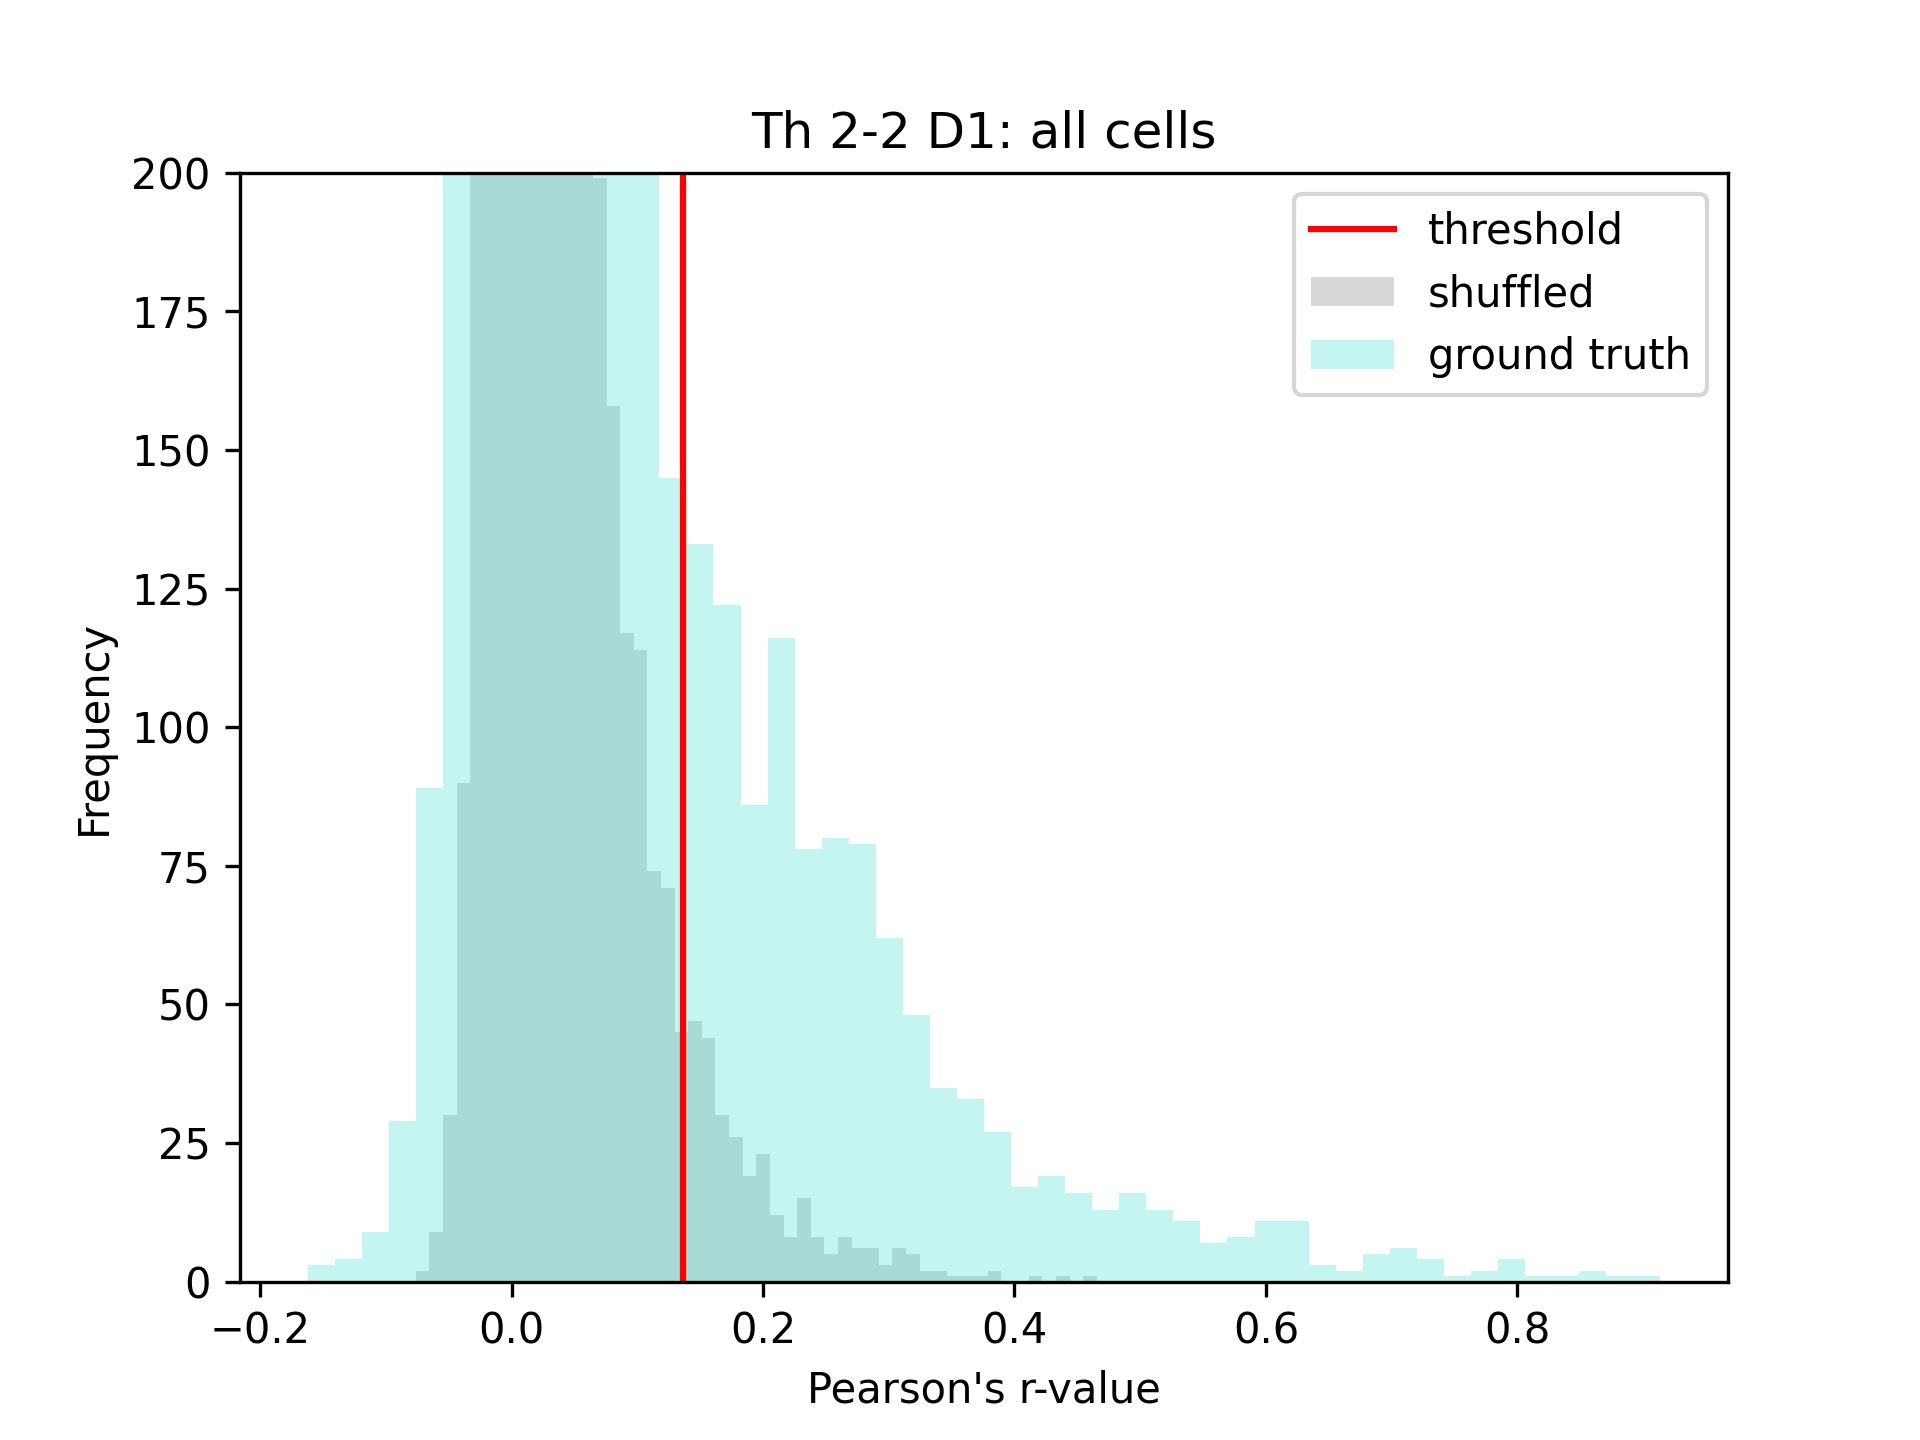 Th 2-2 D1: all cells
200
175
150
125
100
75
50
25
0
Frequency
threshold
shuffled
ground truth
−0.2 0.0 0.2 0.4 0.6 0.8
Pearson's r-value